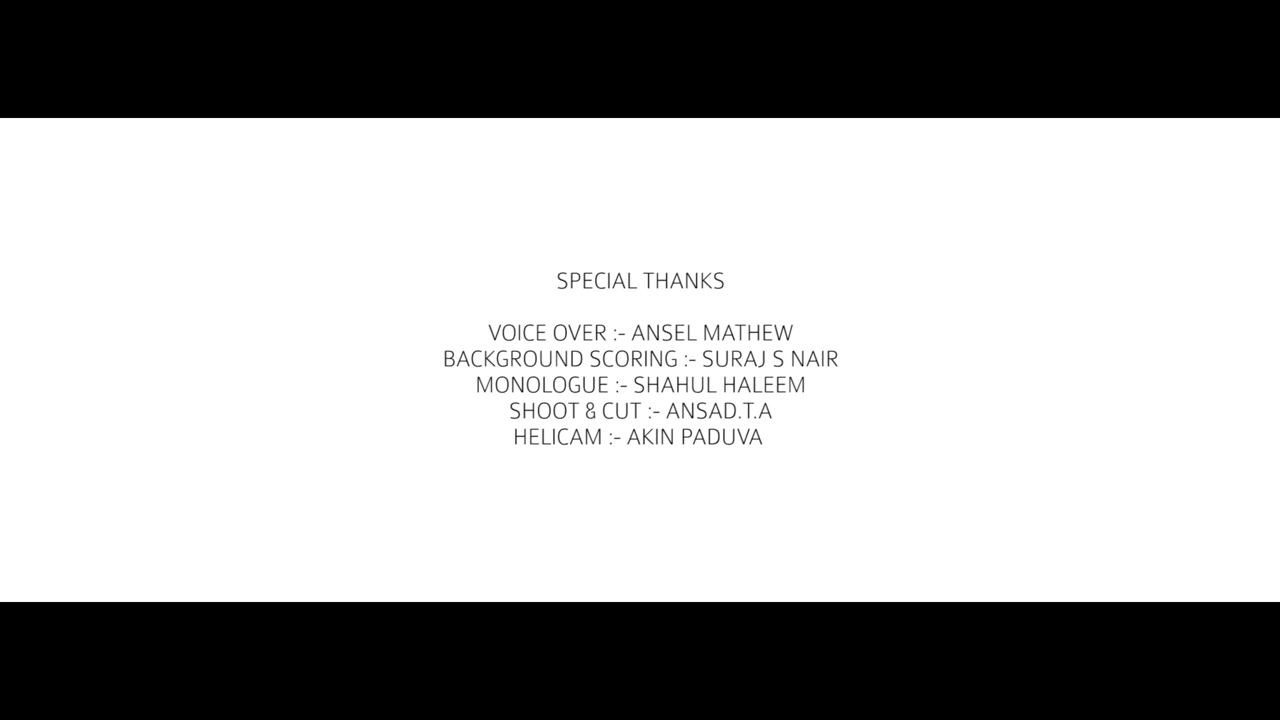 SPECIAL THANKS
VOICE OVER :- ANSEL MATHEW
BACKGROUND SCORING :- SURAJ S NAIR
MONOLOGUE :- SHAHUL HALEEM
SHOOT & CUT :- ANSAD.T.A
HELICAM :- AKIN PADUVA